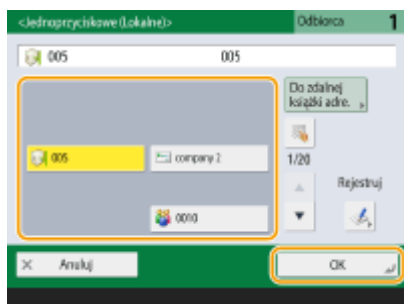 <Jednoprzyciskowe (Lokalne)>
Odbiorca 1
005 005
Do zdalnej
książki adre.
005
company 2
1/20
Rejestruj
0010
Anuluj
OK